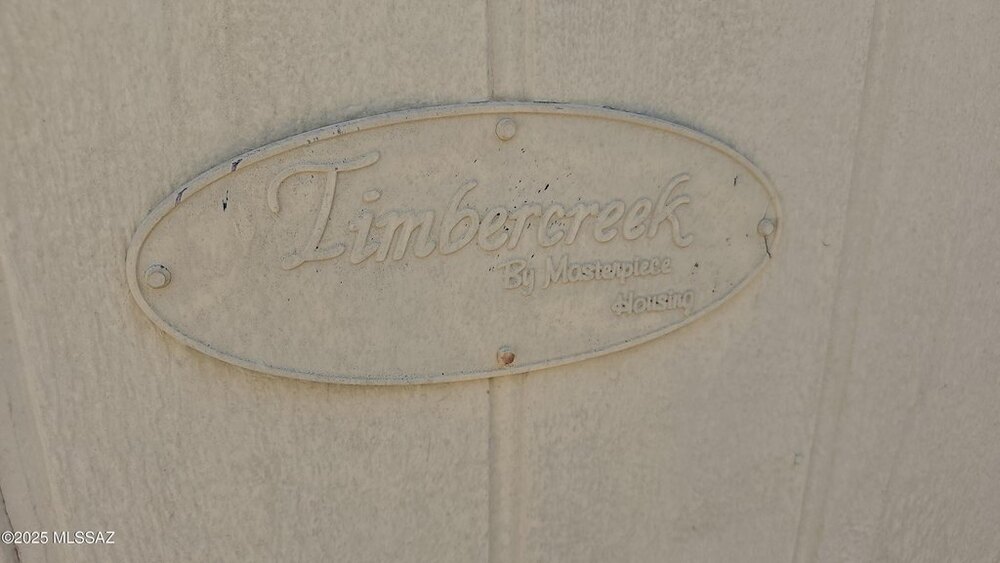 Timbercreek
By Masterpiece
Housing
©2025 MLSSAZ